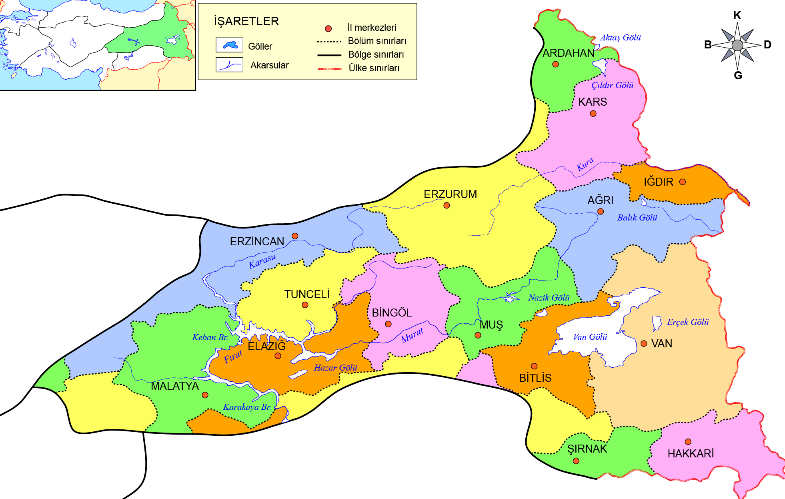 İŞARETLER
Göller
Akarsular
İl merkezleri
Bölüm sınırları
Bölge sınırları
Ülke sınırları
K
B
D
G
Aktaş Gölü
ARDAHAN
Çıldır Gölü
KARS
Kura
IĞDIR
ERZURUM
AĞRI
Balık Gölü
ERZİNCAN
Karasu
TUNCELİ
BİNGÖL
Nazik Gölü
MUŞ
Erçek Gölü
Keban Br.
Murat
Van Gölü
VAN
ELAZIĞ
Fırat
Hazar Gölü
BİTLİS
MALATYA
Karakaya Br.
ŞIRNAK
HAKKARİ